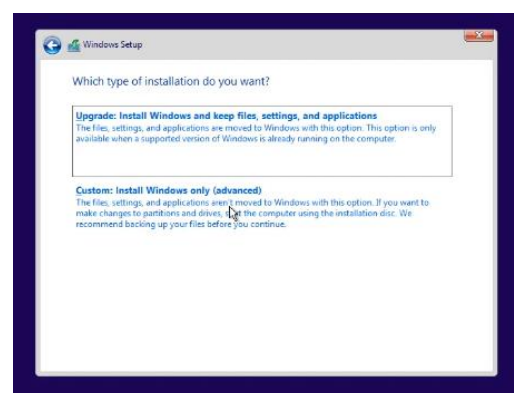 Windows Setup
Which type of installation do you want?
Upgrade: Install Windows and keep files, settings, and applications
The files, settings, and applications are moved to Windows with this option. This option is only
available when a supported version of Windows is already running on the computer.
Custom: Install Windows only (advanced)
The files, settings, and applications aren't moved to Windows with this option. If you want to
make changes to partitions and drives, start the computer using the installation disc. We
recommend backing up your files before you continue.